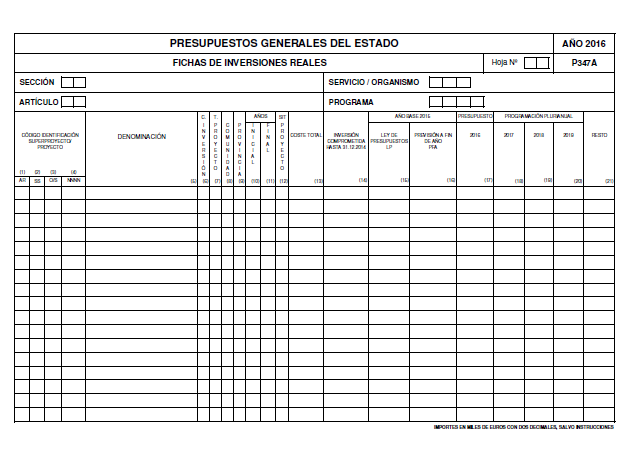 PRESUPUESTOS GENERALES DEL ESTADO
AÑO 2016
FICHAS DE INVERSIONES REALES
Hoja Nº
P347A
SECCIÓN
SERVICIO / ORGANISMO
ARTÍCULO
PROGRAMA
CÓDIGO IDENTIFICACIÓN
SUPERPROYECTO/
PROYECTO
(1) (2) (3) (4)
AR SS O/S NNNN
DENOMINACIÓN
(5)
C. INVERSIÓN
(6)
T. PROYECTO
(7)
COMUNIDAD
(8)
PROVINCIA
(9)
AÑOS
INICIAL
(10)
FINAL
(11)
SIT PROYECTO
(12)
COSTE TOTAL
(13)
INVERSIÓN
COMPROMETIDA
HASTA 31.12.2014
(14)
AÑO BASE 2015
LEY DE
PRESUPUESTOS
LP
(15)
PREVISIÓN A FIN
DE AÑO
PFA
(16)
PRESUPUESTO
2016
(17)
PROGRAMACIÓN PLURIANUAL
2017
(18)
2018
(19)
2019
(20)
RESTO
(21)
IMPORTES EN MILES DE EUROS CON DOS DECIMALES, SALVO INSTRUCCIONES